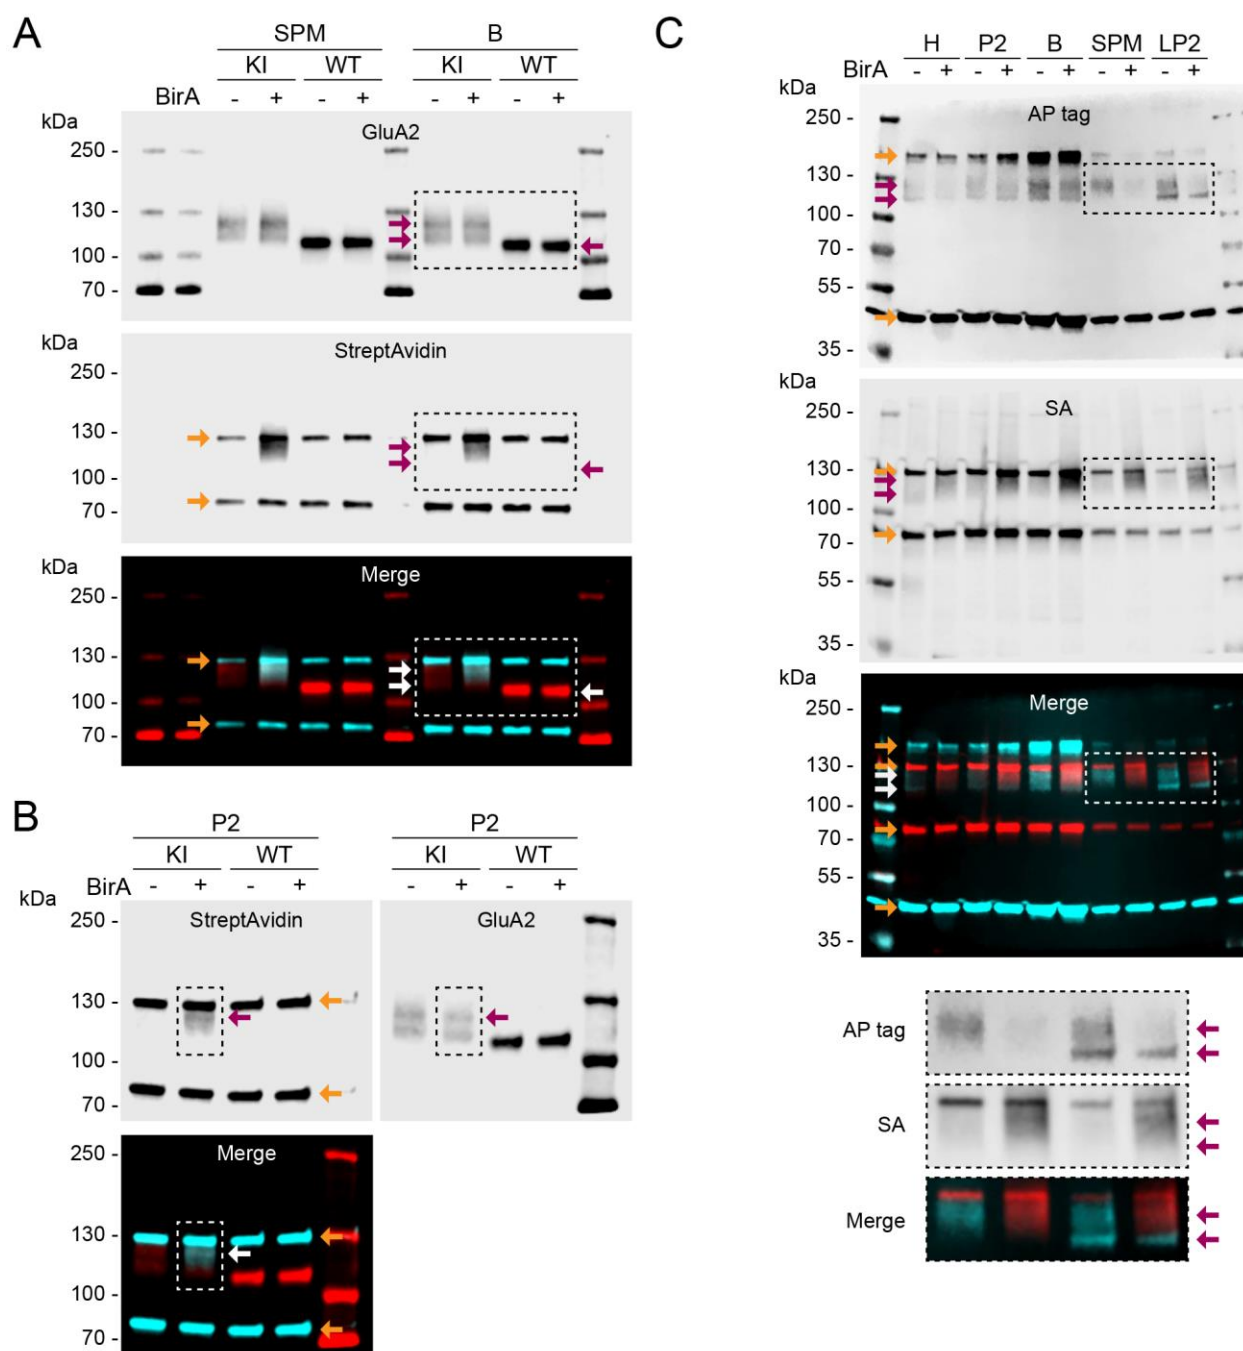 A
SPM B
KI WT KI WT
BirA - + - + - + - +
kDa
GluA2
250 -
130 -
100 -
70 -
kDa
StreptAvidin
250 -
130 -
100 -
70 -
kDa
Merge
250 -
130 -
100 -
70 -
B
P2 P2
KI WT KI WT
BirA - + - + - + - +
kDa
StreptAvidin GluA2
250 -
130 -
100 -
70 -
Merge
250 -
130 -
100 -
70 -
C
H P2 B SPM LP2
BirA - + - + - + - + - +
kDa
AP tag
250 -
130 -
100 -
70 -
55 -
35 -
kDa
SA
250 -
130 -
100 -
70 -
55 -
35 -
kDa
Merge
250 -
130 -
100 -
70 -
55 -
35 -
AP tag
SA
Merge